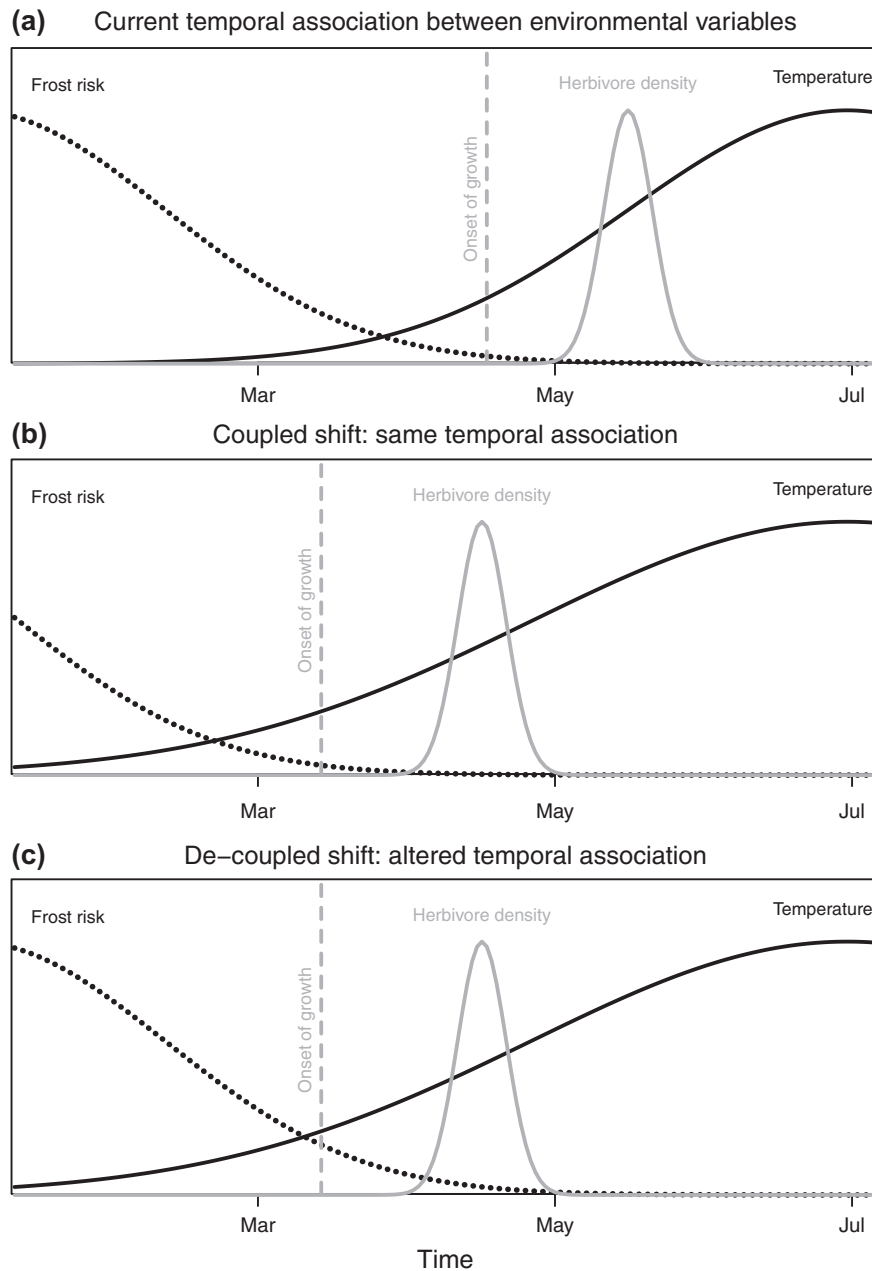 (a) Current temporal association between environmental variables
Frost risk
Onset of growth
Herbivore density
Temperature
Mar May Jul
(b) Coupled shift: same temporal association
Frost risk
Onset of growth
Herbivore density
Temperature
Mar May Jul
(c) De−coupled shift: altered temporal association
Frost risk
Onset of growth
Herbivore density
Temperature
Mar May Jul
Time